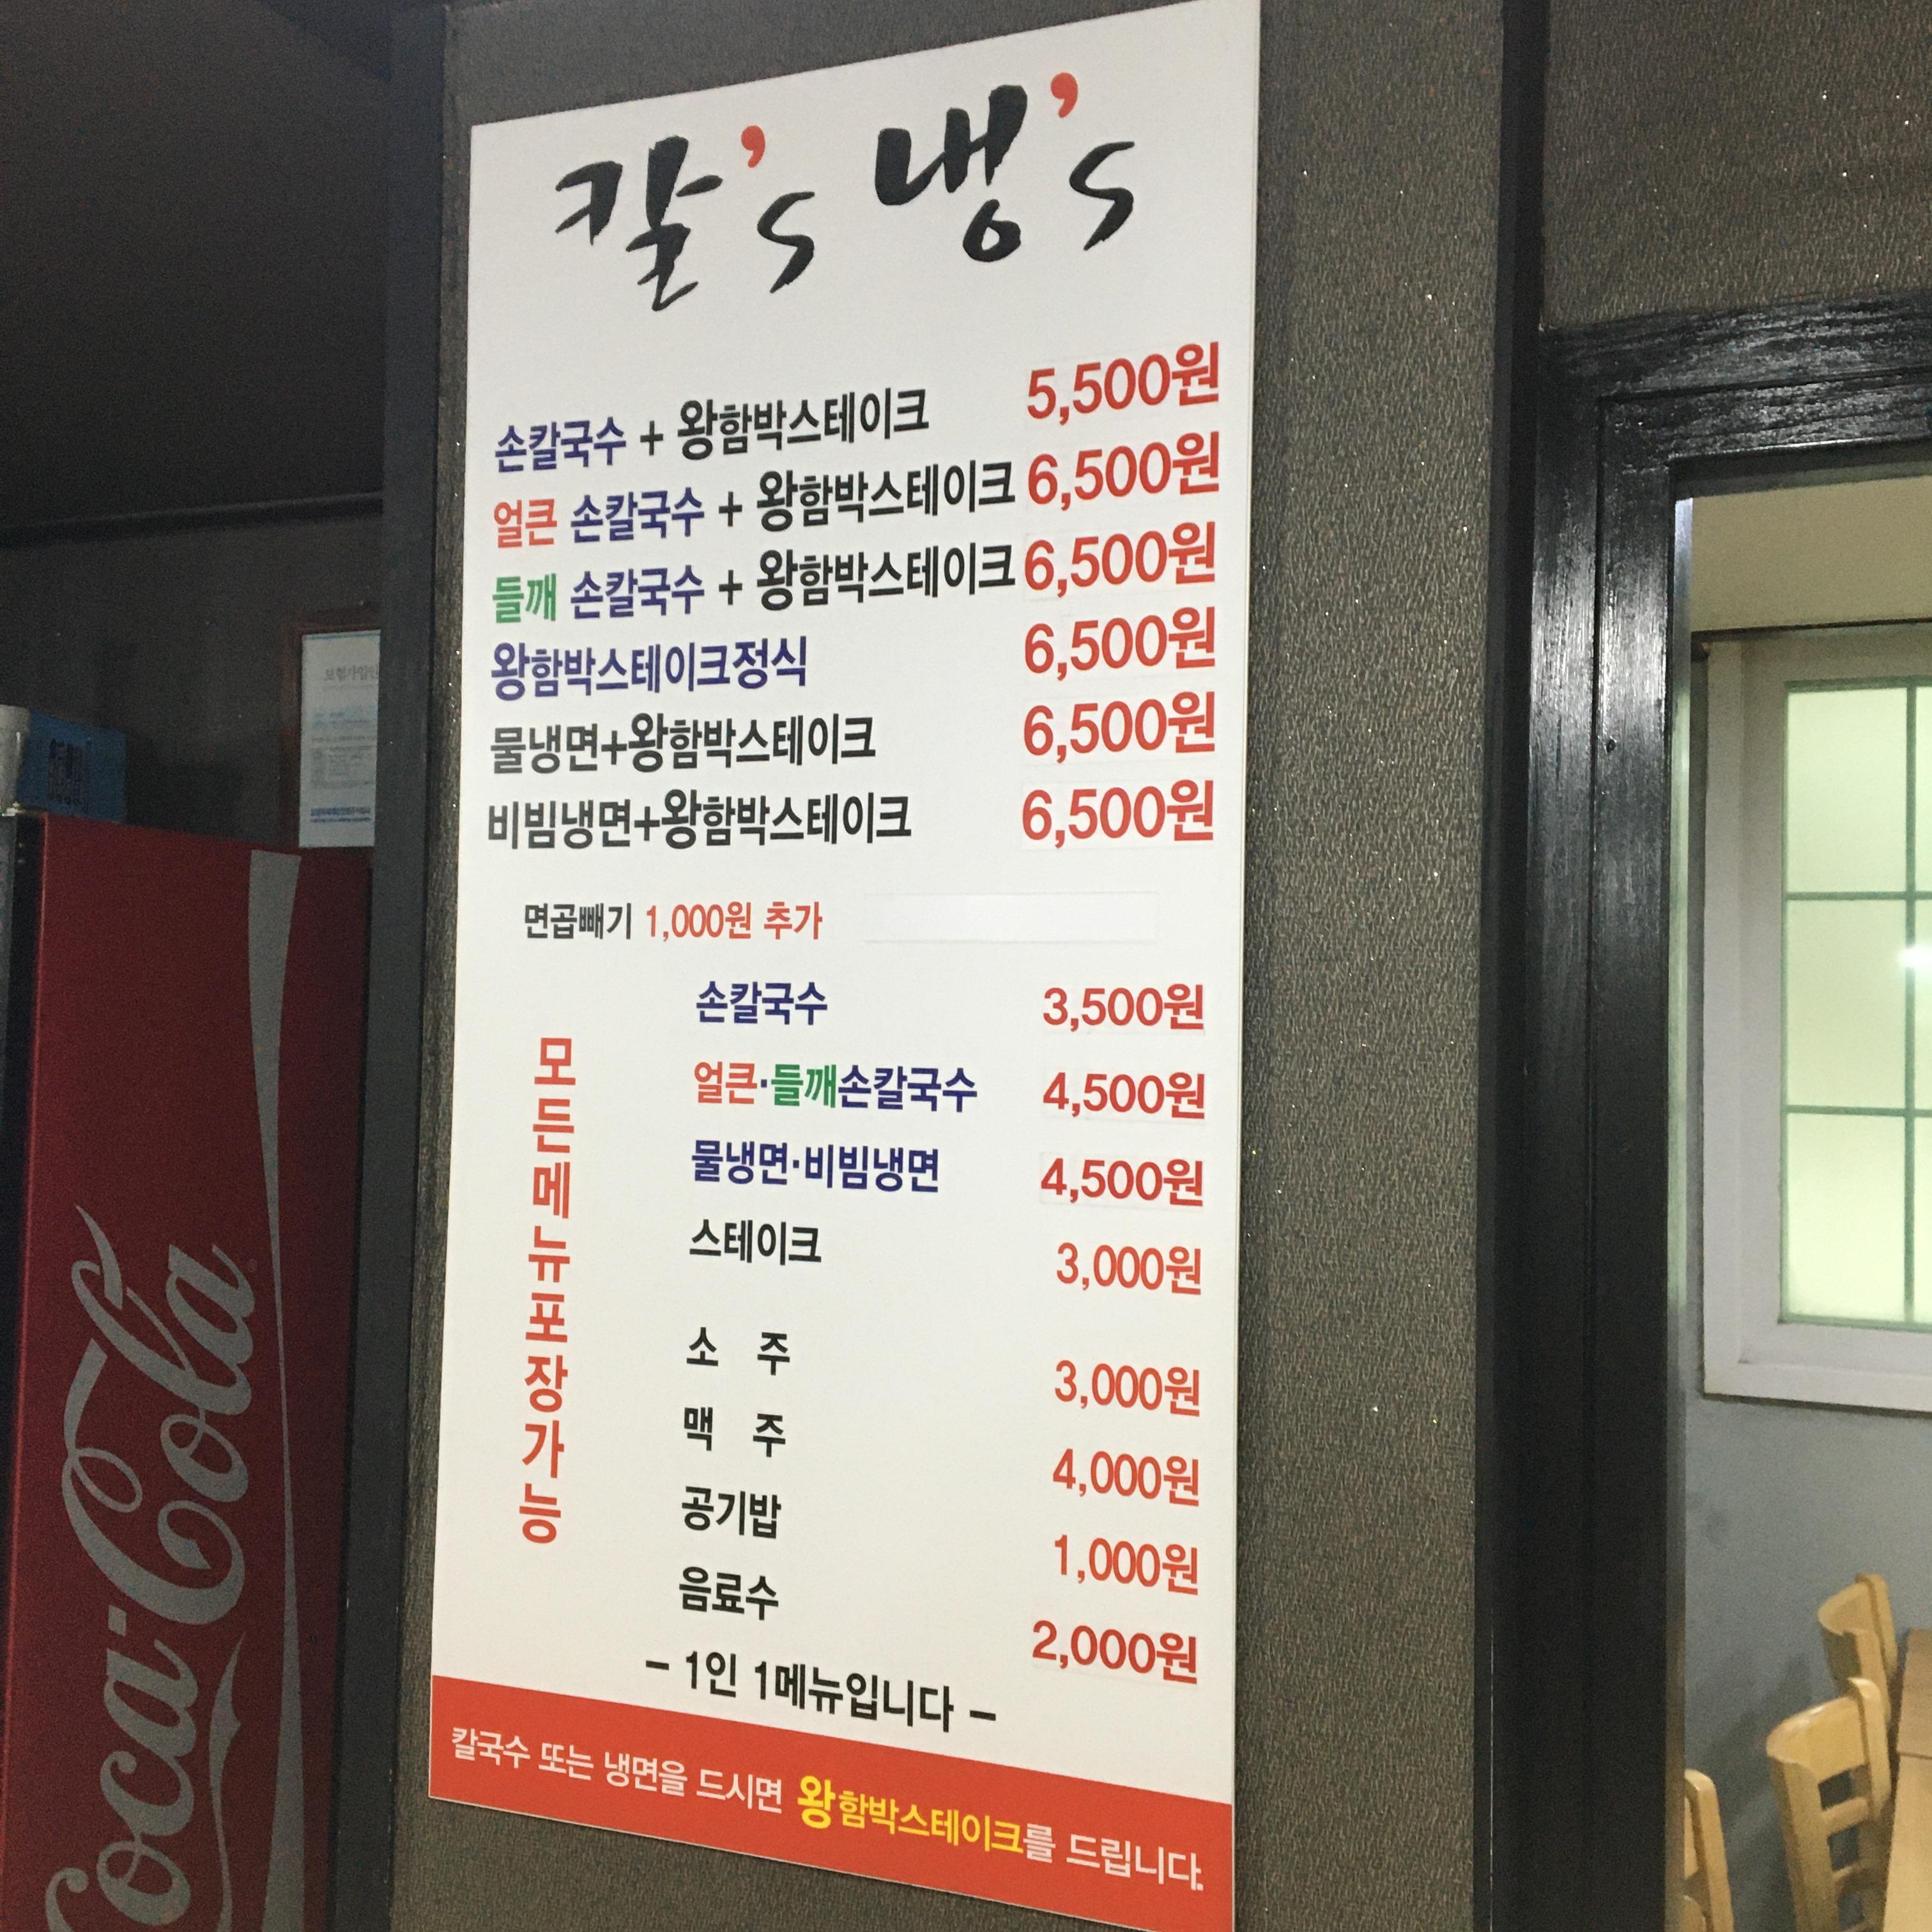 칼's 냉's
손칼국수 + 왕함박스테이크 5,500원
얼큰 손칼국수 + 왕함박스테이크 6,500원
들깨 손칼국수 + 왕함박스테이크 6,500원
왕함박스테이크정식 6,500원
물냉면+왕함박스테이크 6,500원
비빔냉면+왕함박스테이크 6,500원
면곱빼기 1,000원 추가
모든메뉴포장가능
손칼국수 3,500원
얼큰·들깨손칼국수 4,500원
물냉면·비빔냉면 4,500원
스테이크 3,000원
소 주 3,000원
맥 주 4,000원
공기밥 1,000원
음료수 2,000원
- 1인 1메뉴입니다 -
칼국수 또는 냉면을 드시면 왕함박스테이크를 드립니다.
Coca-Cola